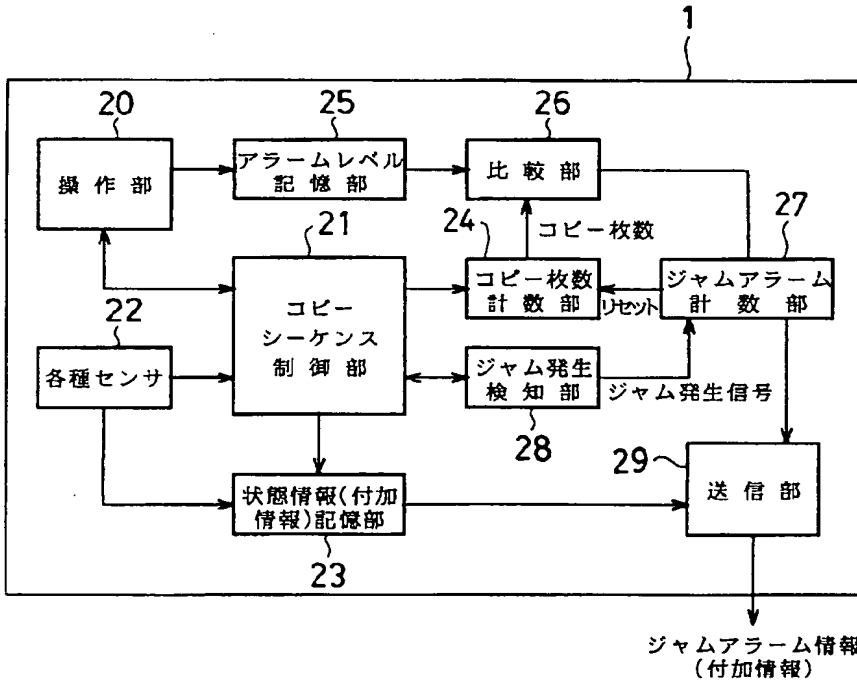 1
20
操作部
25
アラームレベル
記憶部
26
比較部
21
コピー
シーケンス
制御部
24
コピー枚数
コピー枚数
計数部
リセット
27
ジャムアラーム
計数部
22
各種センサ
ジャム発生
検知部
28
ジャム発生信号
状態情報(付加
情報)記憶部
23
29
送信部
ジャムアラーム情報
(付加情報)